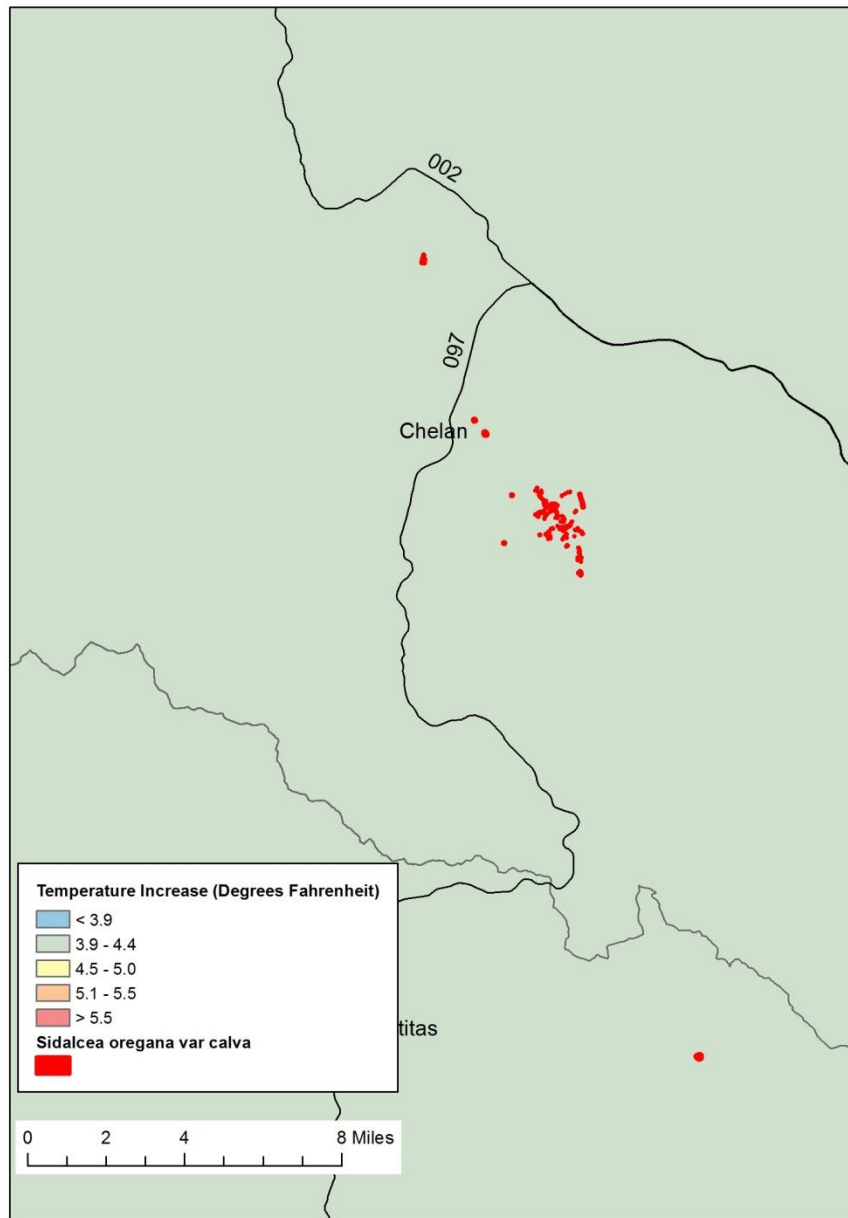 002
097
Chelan
Temperature Increase (Degrees Fahrenheit)
< 3.9
3.9 - 4.4
4.5 - 5.0
5.1 - 5.5
> 5.5
Sidalcea oregana var calva
titas
0 2 4 8 Miles